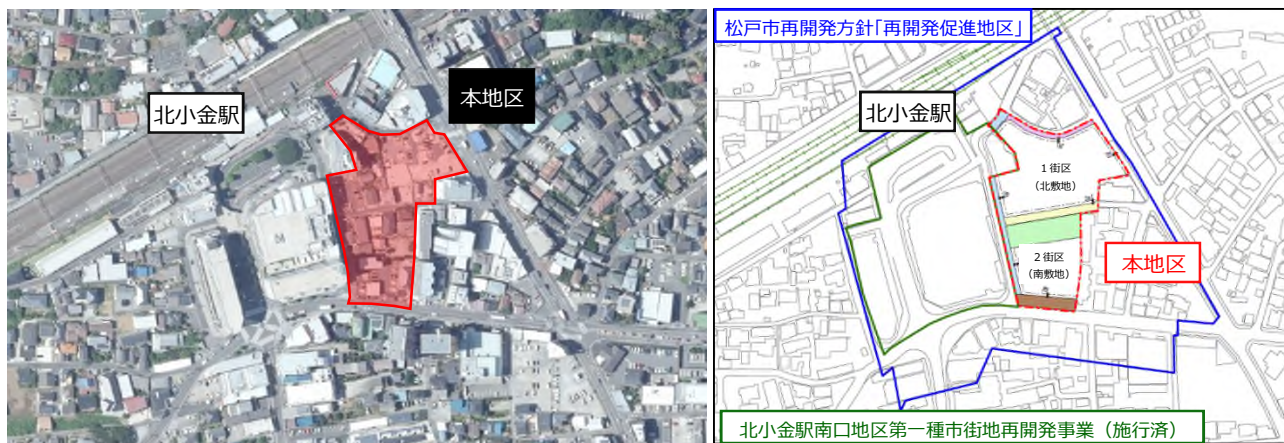 北小金駅
本地区
松戸市再開発方針「再開発促進地区」
北小金駅
1街区
（北敷地）
2街区
（南敷地）
本地区
北小金駅南口地区第一種市街地再開発事業（施行済）